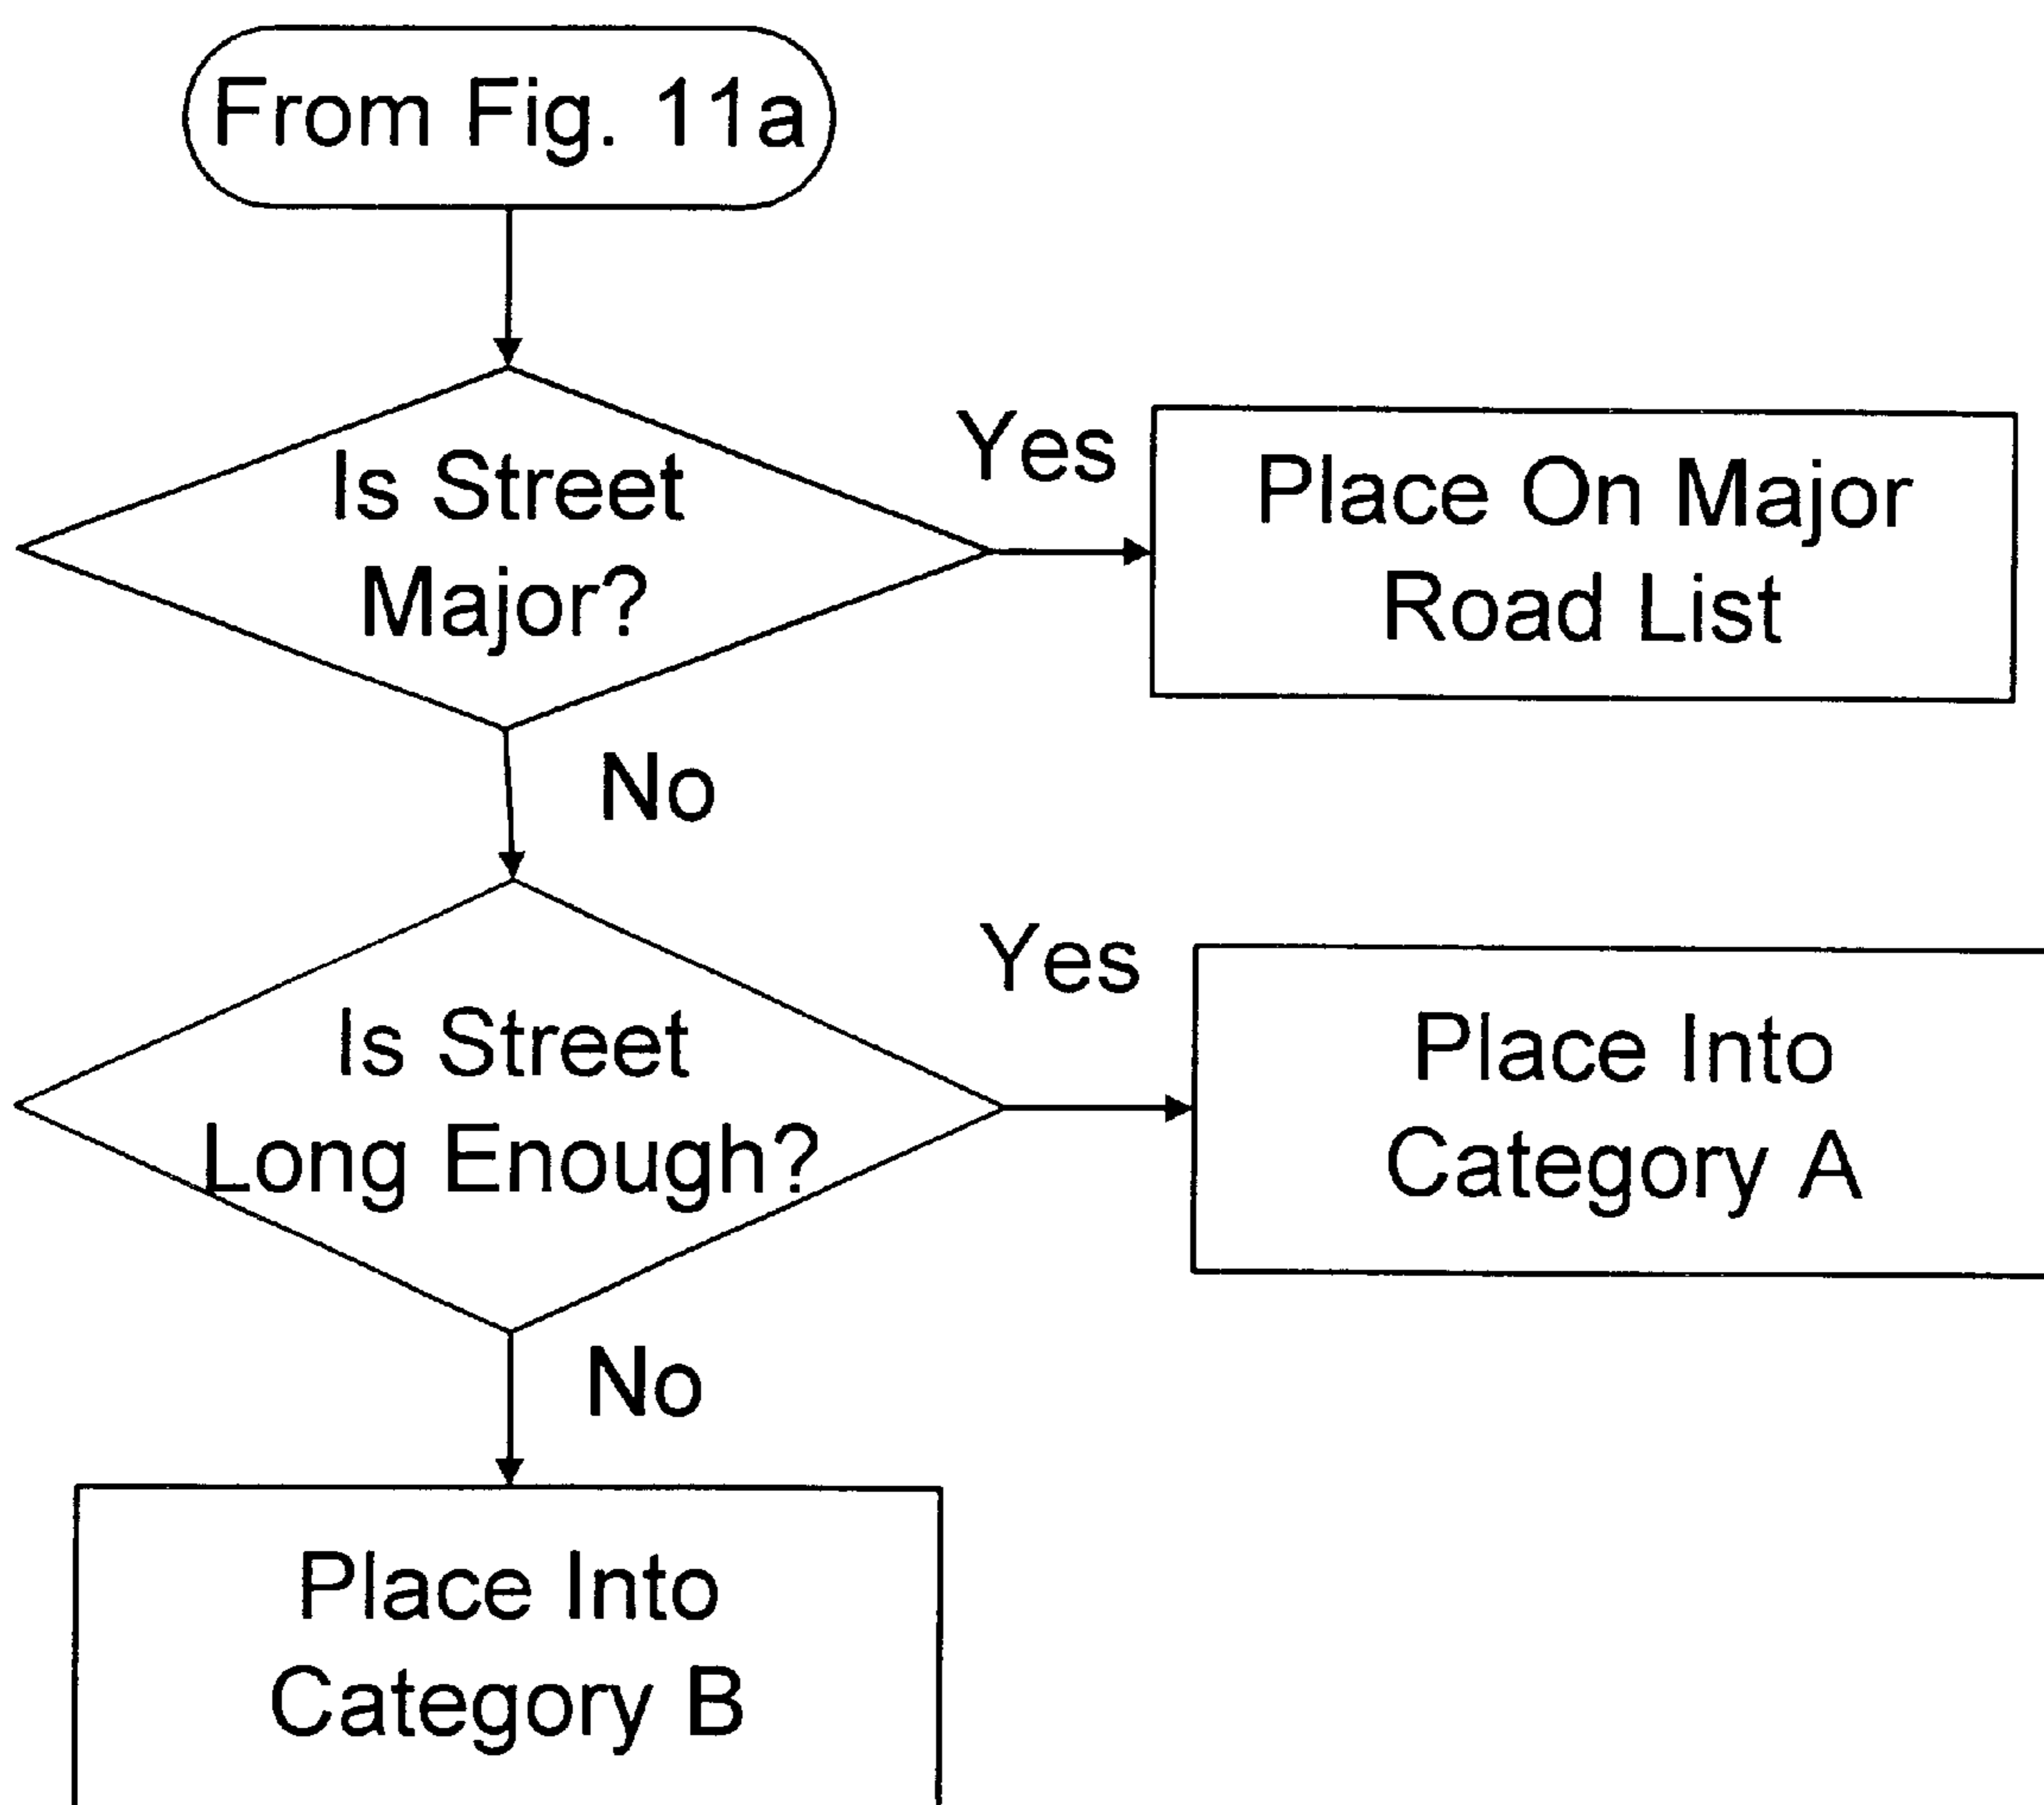 From Fig. 11a
Is Street
Major?
Yes
Place On Major
Road List
No
Is Street
Long Enough?
Yes
Place Into
Category A
No
Place Into
Category B